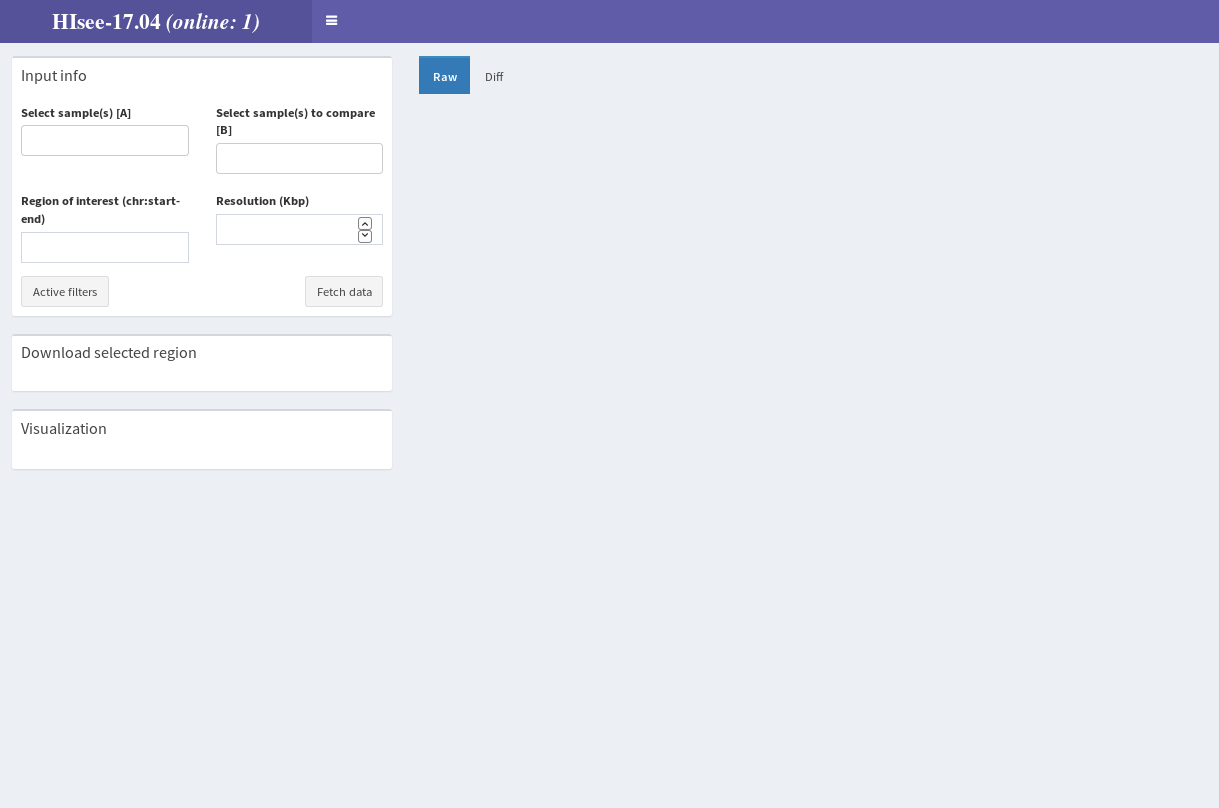 HIsee-17.04 (online: 1)
Input info
Select sample(s) [A]
Select sample(s) to compare
[B]
Region of interest (chr:start-
end)
Resolution (Kbp)
Active filters
Fetch data
Download selected region
Visualization
Raw
Diff